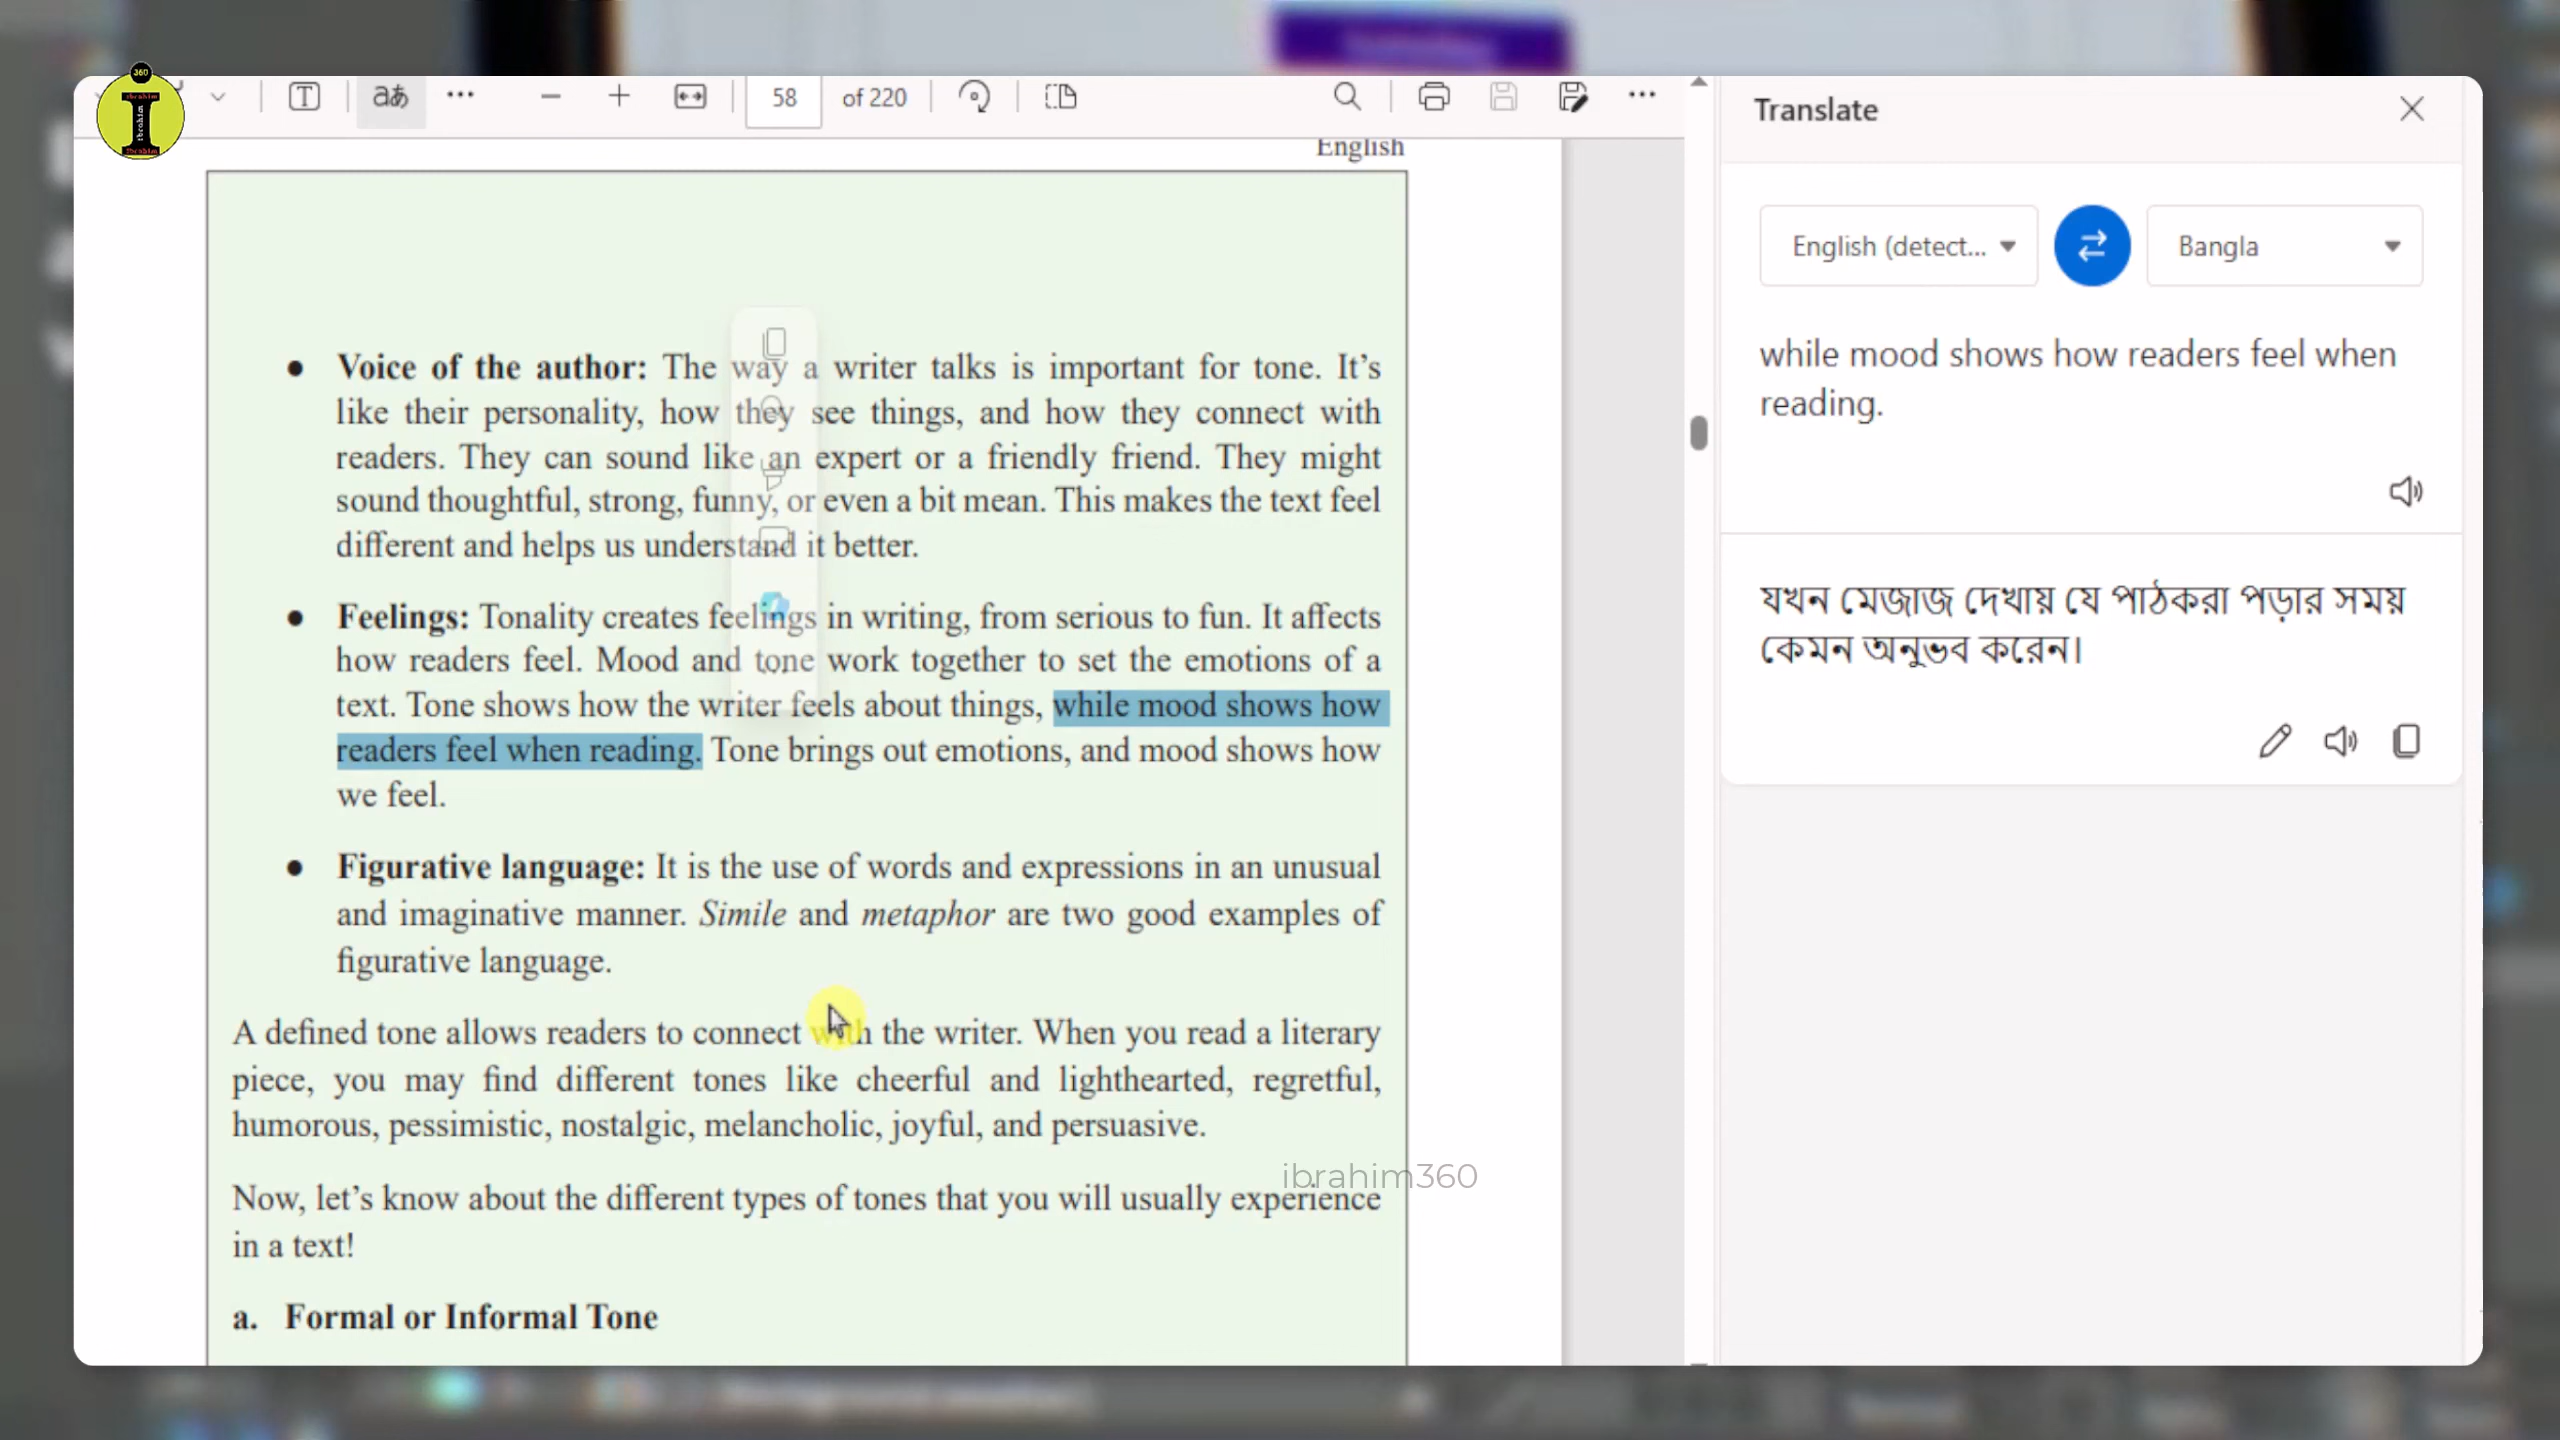 360
ibrahim
ibrahim
Ibrahim
58 of 220
English
● Voice of the author: The way a writer talks is important for tone. It’s
like their personality, how they see things, and how they connect with
readers. They can sound like an expert or a friendly friend. They might
sound thoughtful, strong, funny, or even a bit mean. This makes the text feel
different and helps us understand it better.
● Feelings: Tonality creates feelings in writing, from serious to fun. It affects
how readers feel. Mood and tone work together to set the emotions of a
text. Tone shows how the writer feels about things, while mood shows how
readers feel when reading. Tone brings out emotions, and mood shows how
we feel.
● Figurative language: It is the use of words and expressions in an unusual
and imaginative manner. Simile and metaphor are two good examples of
figurative language.
A defined tone allows readers to connect with the writer. When you read a literary
piece, you may find different tones like cheerful and lighthearted, regretful,
humorous, pessimistic, nostalgic, melancholic, joyful, and persuasive.
ibrahim360
Now, let’s know about the different types of tones that you will usually experience
in a text!
a. Formal or Informal Tone
Translate
English (detect...
Bangla
while mood shows how readers feel when
reading.
যখন মেজাজ দেখায় যে পাঠকরা পড়ার সময়
কেমন অনুভব করেন।